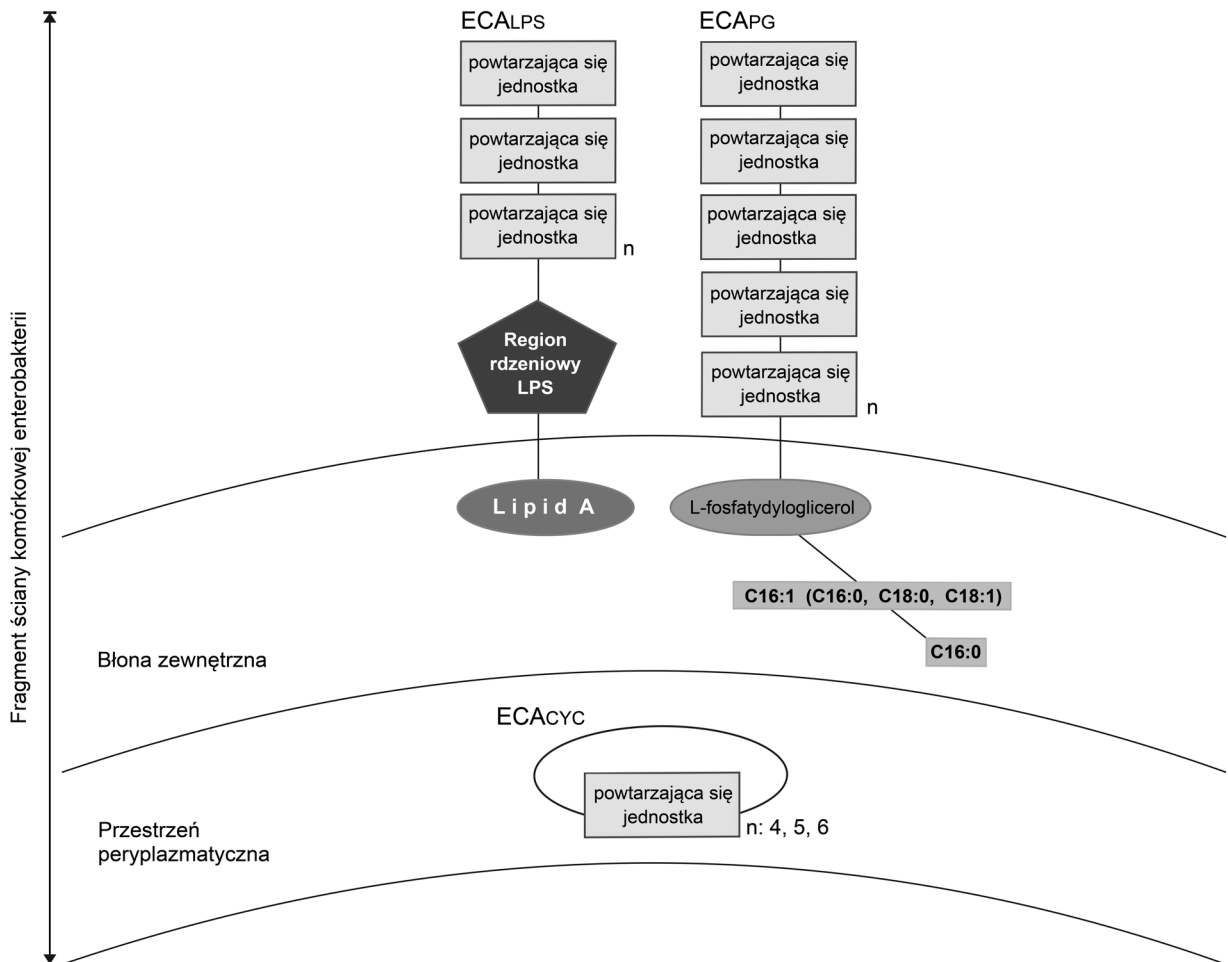 ECALPS
powtarzająca się
jednostka
powtarzająca się
jednostka
powtarzająca się
jednostka
n
Region
rdzeniowy
LPS
Lipid A
ECAPG
powtarzająca się
jednostka
powtarzająca się
jednostka
powtarzająca się
jednostka
powtarzająca się
jednostka
powtarzająca się
jednostka
n
L-fosfatydyloglicerol
C16:1 (C16:0, C18:0, C18:1)
C16:0
Fragment ściany komórkowej enterobakterii
Błona zewnętrzna
ECACYC
powtarzająca się
jednostka
n: 4, 5, 6
Przestrzeń
peryplazmatyczna